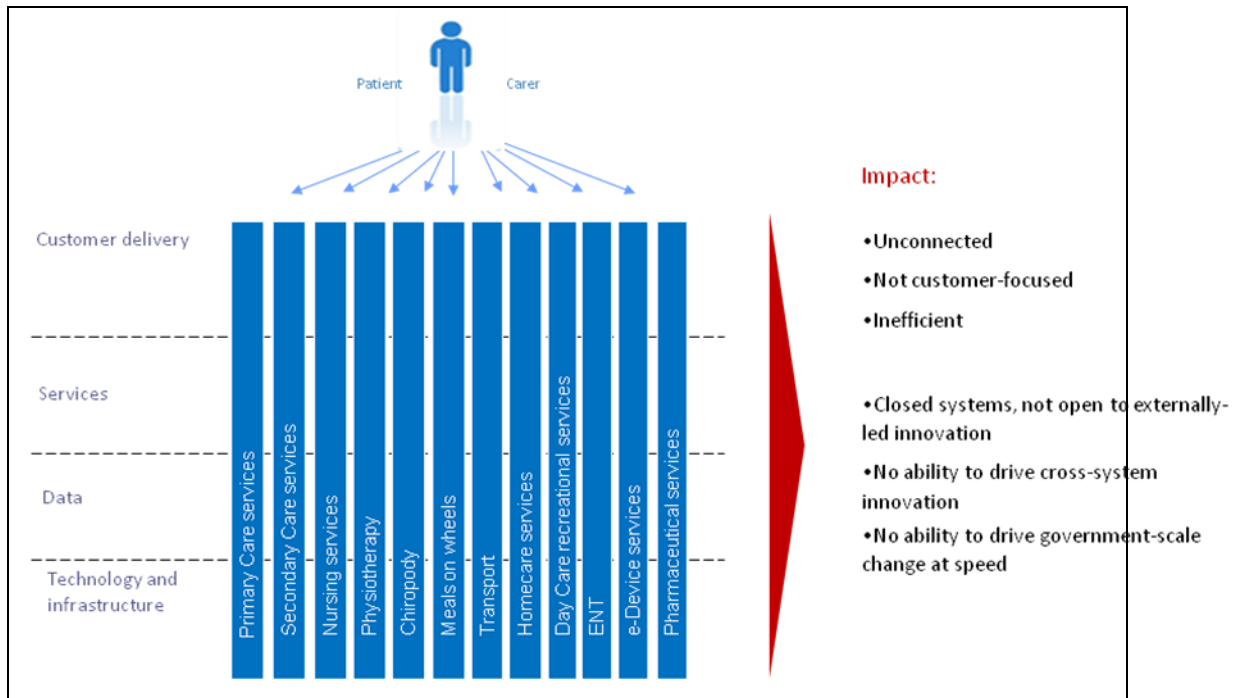 Patient
Carer
Customer delivery
Services
Data
Technology and
infrastructure
Primary Care services
Secondary Care services
Nursing services
Physiotherapy
Chiropody
Meals on wheels
Transport
Homecare services
Day Care recreational services
ENT
e-Device services
Pharmaceutical services
Impact:
•Unconnected
•Not customer-focused
•Inefficient
•Closed systems, not open to externally-
led innovation
•No ability to drive cross-system
innovation
•No ability to drive government-scale
change at speed